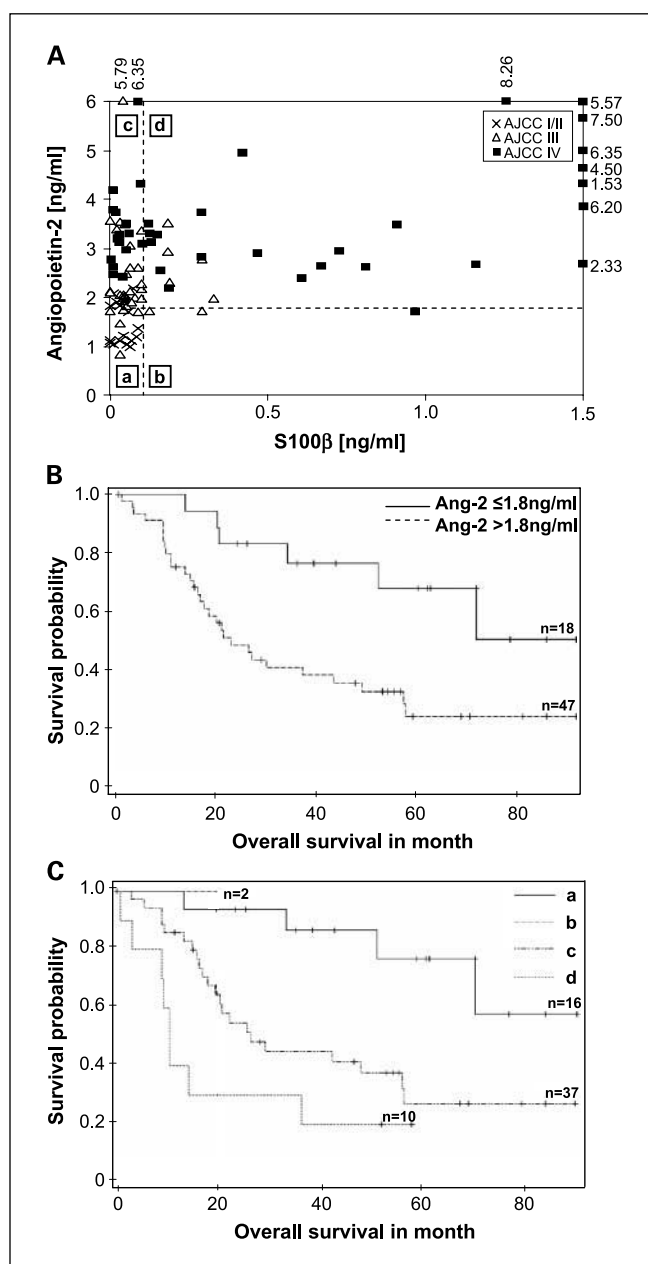 A
5.79
6.35
8.26
6
5
4
3
2
1
0
Angiopoietin-2 [ng/ml]
c
d
a
b
AJCC I/II
AJCC III
AJCC IV
5.57
7.50
6.35
4.50
1.53
6.20
2.33
0
0.5
1.0
1.5
S100β [ng/ml]
B
1.0
0.8
0.6
0.4
0.2
0
Survival probability
Ang-2 ≤1.8ng/ml
Ang-2 >1.8ng/ml
n=18
n=47
0
20
40
60
80
Overall survival in month
C
1.0
0.8
0.6
0.4
0.2
0
Survival probability
n=2
a
b
c
d
n=16
n=37
n=10
0
20
40
60
80
Overall survival in month